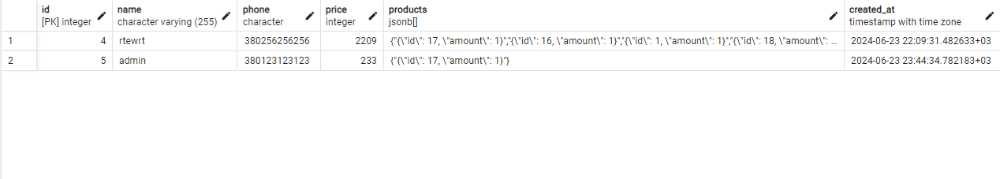 id name phone price products created_at
[PK] integer character varying (255) character integer jsonb[] timestamp with time zone
1 4 rtewrt 380256256256 2209 {"{\"id\": 17, \"amount\": 1}","{\"id\": 16, \"amount\": 1}","{\"id\": 1, \"amount\": 1}","{\"id\": 18, \"amount\": ... 2024-06-23 22:09:31.482633+03
2 5 admin 380123123123 233 {"{\"id\": 17, \"amount\": 1}"} 2024-06-23 23:44:34.782183+03